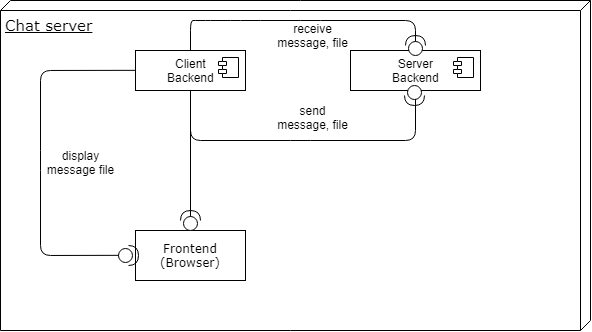 Chat server
receive
message, file
Client
Backend
Server
Backend
send
message, file
display
message file
Frontend
(Browser)